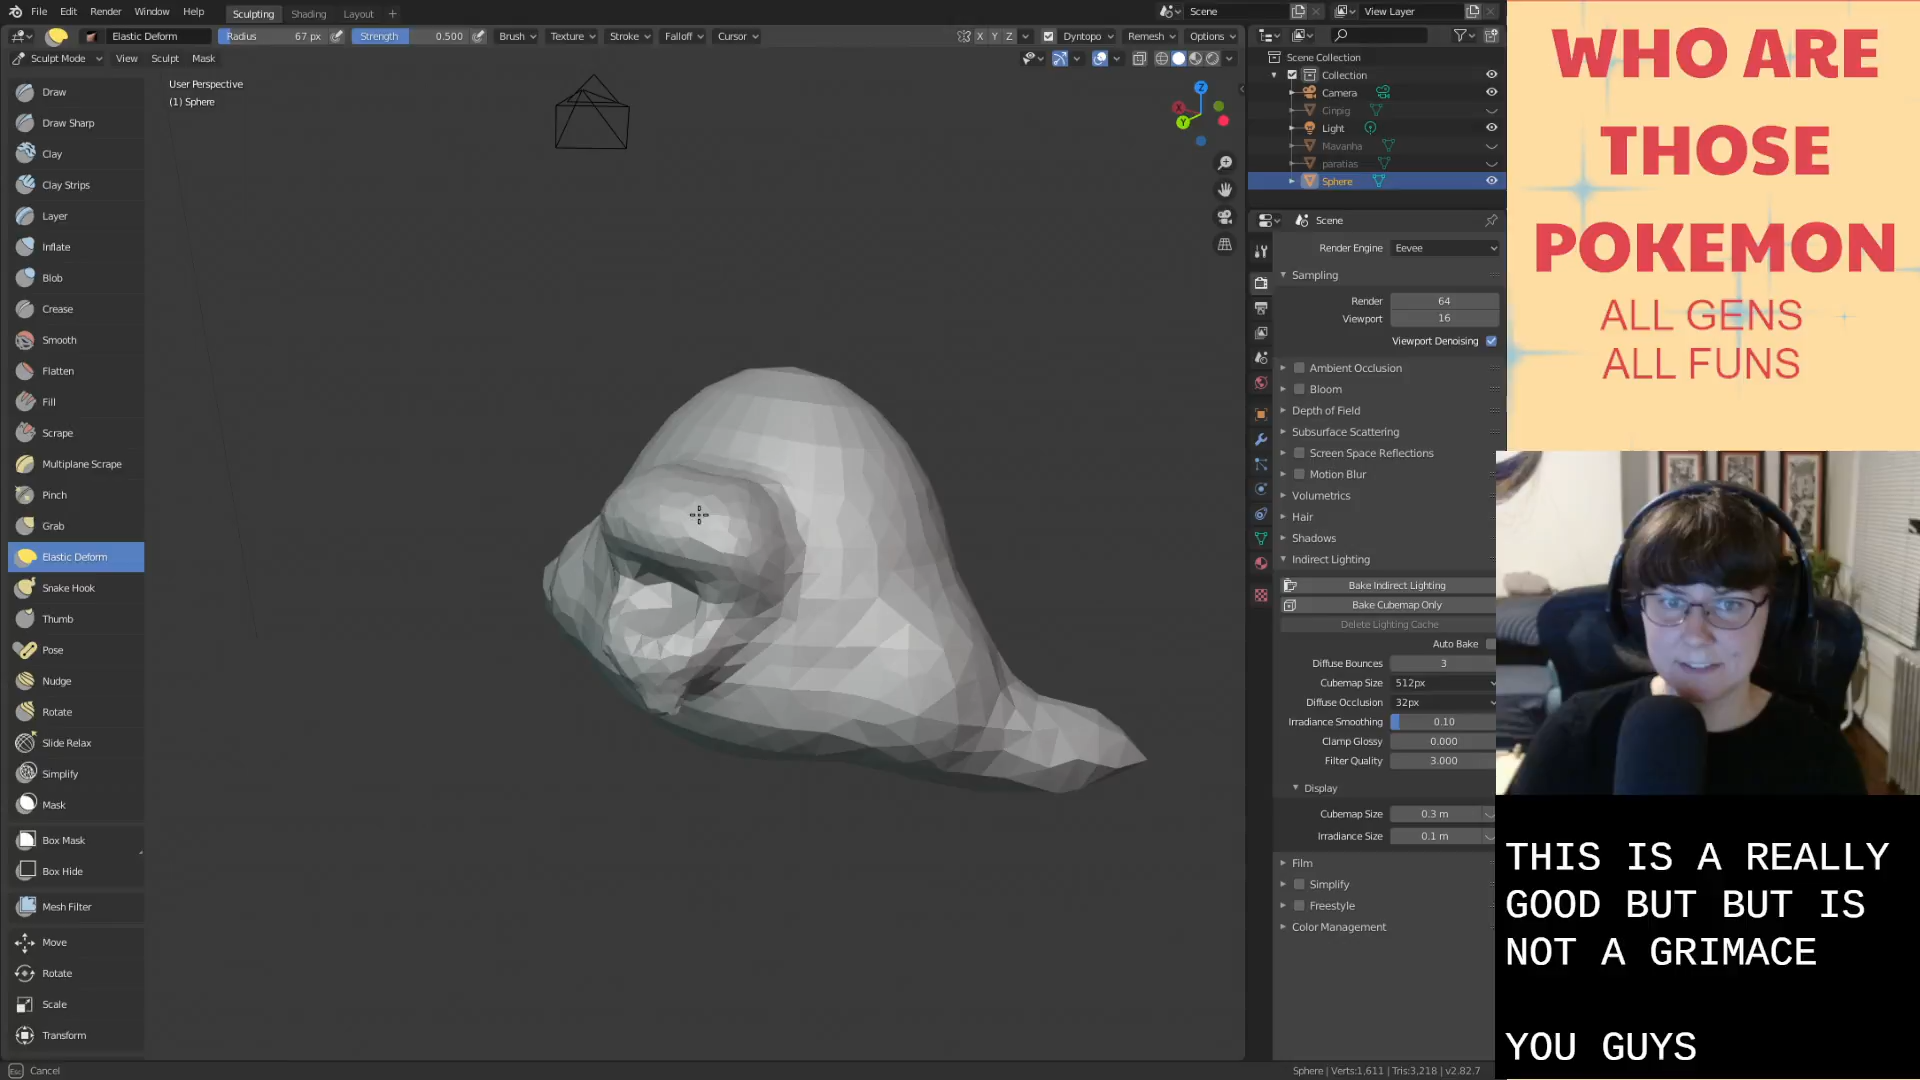 File Edit Render Window Help Sculpting Shading Layout + Scene View Layer
Elastic Deform Radius 67 px Strength 0.500 Brush Texture Stroke Falloff Cursor X Y Z Dyntopo Remesh Options
Sculpt Mode View Sculpt Mask
User Perspective
(1) Sphere
Draw
Draw Sharp
Clay
Clay Strips
Layer
Inflate
Blob
Crease
Smooth
Flatten
Fill
Scrape
Multiplane Scrape
Pinch
Grab
Elastic Deform
Snake Hook
Thumb
Pose
Nudge
Rotate
Slide Relax
Simplify
Mask
Box Mask
Box Hide
Mesh Filter
Move
Rotate
Scale
Transform
Esc Cancel
Z
X
Y
Scene Collection
Collection
Camera
Cinpig
Light
Mavanha
paratias
Sphere
Scene
Render Engine Eevee
Sampling
Render 64
Viewport 16
Viewport Denoising
Ambient Occlusion
Bloom
Depth of Field
Subsurface Scattering
Screen Space Reflections
Motion Blur
Volumetrics
Hair
Shadows
Indirect Lighting
Bake Indirect Lighting
Bake Cubemap Only
Delete Lighting Cache
Auto Bake
Diffuse Bounces 3
Cubemap Size 512px
Diffuse Occlusion 32px
Irradiance Smoothing 0.10
Clamp Glossy 0.000
Filter Quality 3.000
Display
Cubemap Size 0.3 m
Irradiance Size 0.1 m
Film
Simplify
Freestyle
Color Management
Sphere | Verts:1,611 | Tris:3,218 | v2.82.7
WHO ARE
THOSE
POKEMON
ALL GENS
ALL FUNS
THIS IS A REALLY
GOOD BUT BUT IS
NOT A GRIMACE
YOU GUYS